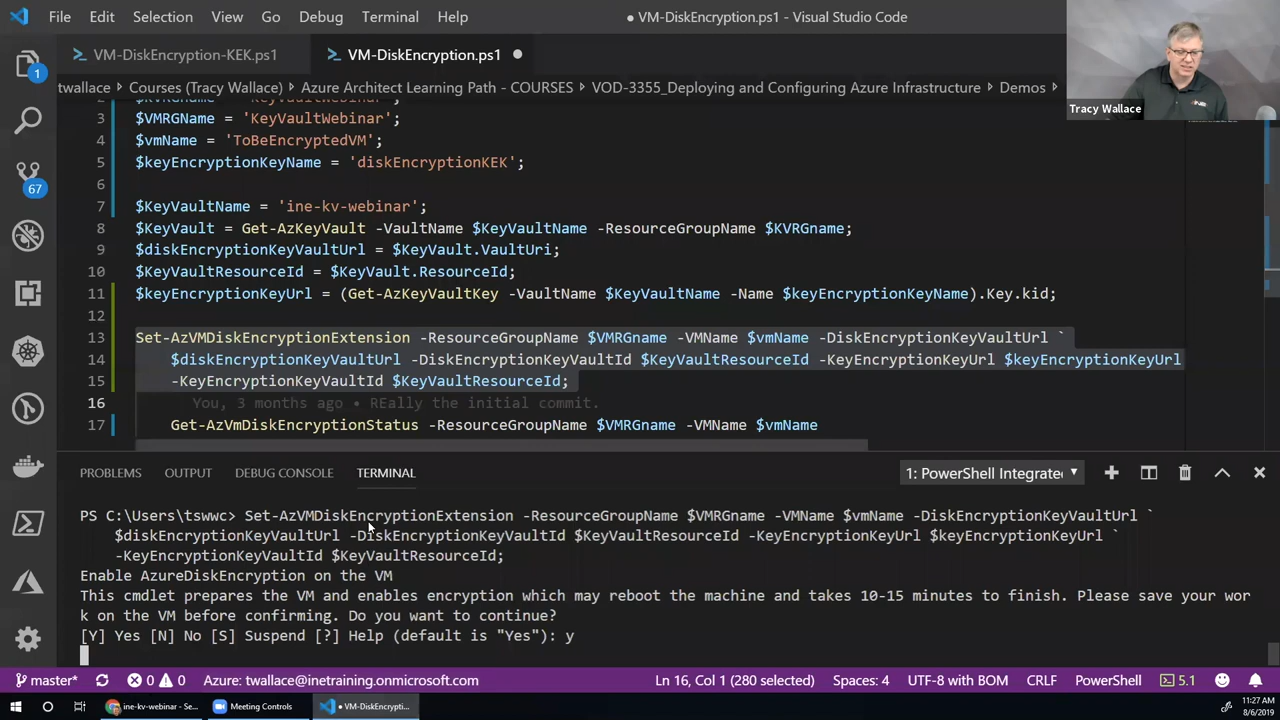 File Edit Selection View Go Debug Terminal Help
● VM-DiskEncryption.ps1 - Visual Studio Code
VM-DiskEncryption-KEK.ps1
VM-DiskEncryption.ps1
twallace > Courses (Tracy Wallace) > Azure Architect Learning Path - COURSES > VOD-3355_Deploying and Configuring Azure Infrastructure > Demos >
Tracy Wallace
3 $VMRGName = 'KeyVaultWebinar';
4 $vmName = 'ToBeEncryptedVM';
5 $keyEncryptionKeyName = 'diskEncryptionKEK';
6
7 $KeyVaultName = 'ine-kv-webinar';
8 $KeyVault = Get-AzKeyVault -VaultName $KeyVaultName -ResourceGroupName $KVRGname;
9 $diskEncryptionKeyVaultUrl = $KeyVault.VaultUri;
10 $KeyVaultResourceId = $KeyVault.ResourceId;
11 $keyEncryptionKeyUrl = (Get-AzKeyVaultKey -VaultName $KeyVaultName -Name $keyEncryptionKeyName).Key.kid;
12
13 Set-AzVMDiskEncryptionExtension -ResourceGroupName $VMRGname -VMName $vmName -DiskEncryptionKeyVaultUrl `
14 $diskEncryptionKeyVaultUrl -DiskEncryptionKeyVaultId $KeyVaultResourceId -KeyEncryptionKeyUrl $keyEncryptionKeyUrl
15 -KeyEncryptionKeyVaultId $KeyVaultResourceId;
16 You, 3 months ago • REally the initial commit.
17 Get-AzVmDiskEncryptionStatus -ResourceGroupName $VMRGname -VMName $vmName
1
67
PROBLEMS OUTPUT DEBUG CONSOLE TERMINAL
1: PowerShell Integrate
PS C:\Users\tswwc> Set-AzVMDiskEncryptionExtension -ResourceGroupName $VMRGname -VMName $vmName -DiskEncryptionKeyVaultUrl `
$diskEncryptionKeyVaultUrl -DiskEncryptionKeyVaultId $KeyVaultResourceId -KeyEncryptionKeyUrl $keyEncryptionKeyUrl `
-KeyEncryptionKeyVaultId $KeyVaultResourceId;
Enable AzureDiskEncryption on the VM
This cmdlet prepares the VM and enables encryption which may reboot the machine and takes 10-15 minutes to finish. Please save your wor
k on the VM before confirming. Do you want to continue?
[Y] Yes [N] No [S] Suspend [?] Help (default is "Yes"): y
master* 0 0 Azure: twallace@inetraining.onmicrosoft.com Ln 16, Col 1 (280 selected) Spaces: 4 UTF-8 with BOM CRLF PowerShell 5.1
ine-kv-webinar - Se...
Meeting Controls
● VM-DiskEncrypti...
11:27 AM
8/6/2019